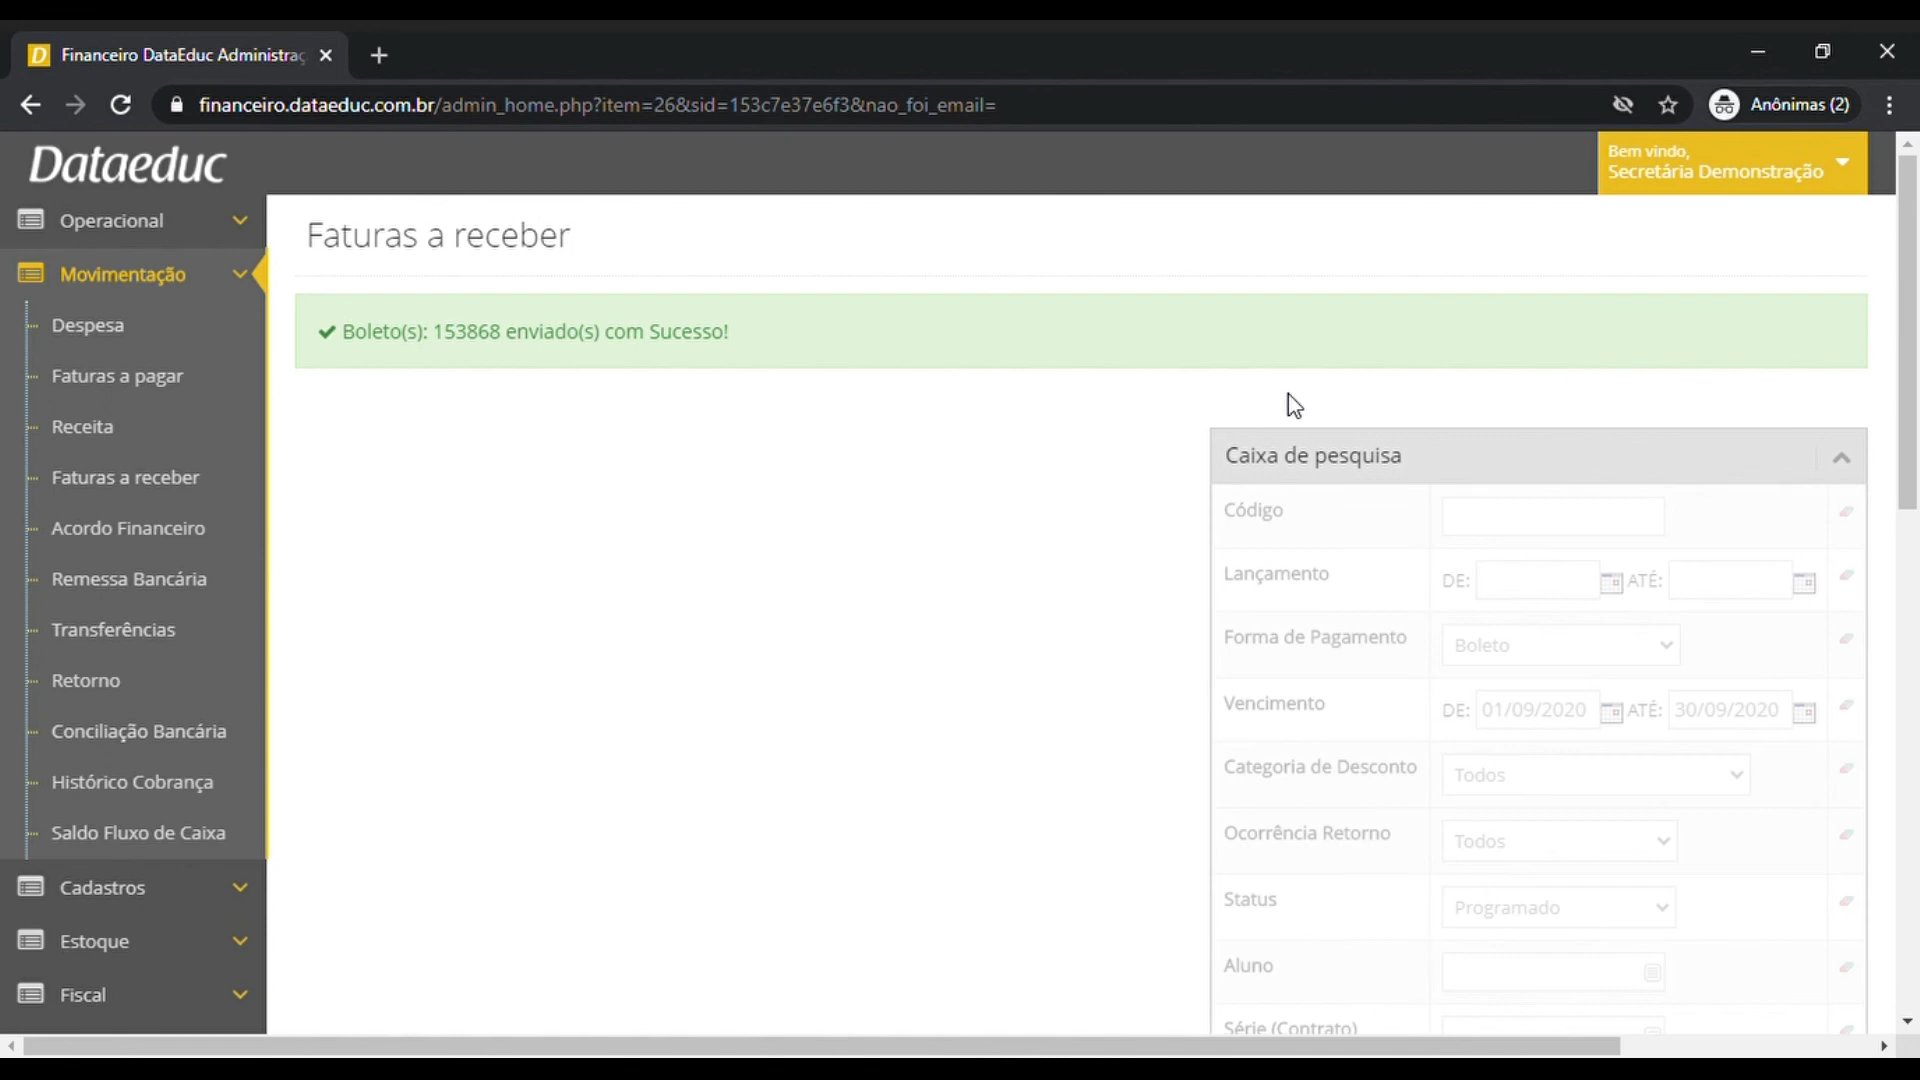 Financeiro DataEduc Administraç
financeiro.dataeduc.com.br/admin_home.php?item=26&sid=153c7e37e6f3&nao_foi_email=
Anônimas (2)
Dataeduc
Bem vindo,
Secretária Demonstração
Operacional
Movimentação
Despesa
Faturas a pagar
Receita
Faturas a receber
Acordo Financeiro
Remessa Bancária
Transferências
Retorno
Conciliação Bancária
Histórico Cobrança
Saldo Fluxo de Caixa
Cadastros
Estoque
Fiscal
Faturas a receber
Boleto(s): 153868 enviado(s) com Sucesso!
Caixa de pesquisa
Código
Lançamento DE: ATÉ:
Forma de Pagamento Boleto
Vencimento DE: 01/09/2020 ATÉ: 30/09/2020
Categoria de Desconto Todos
Ocorrência Retorno Todos
Status Programado
Aluno
Série (Contrato)